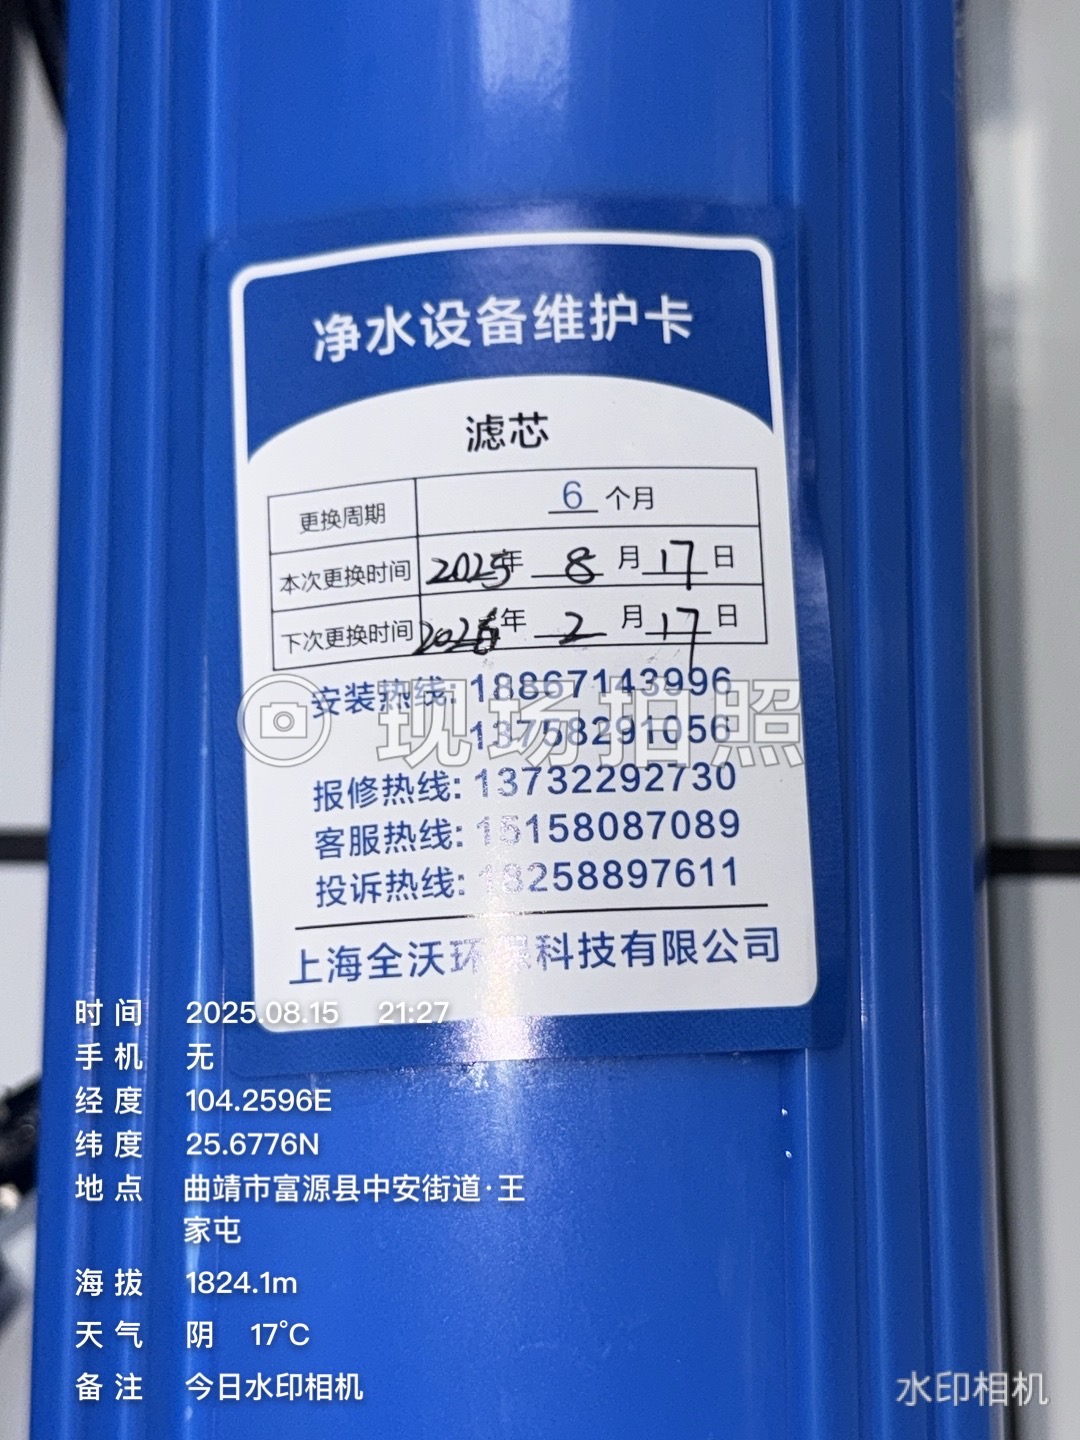 净水设备维护卡
滤芯
更换周期 6 个月
本次更换时间 2025年 8 月 17 日
下次更换时间 2026年 2 月 17 日
安装热线: 18867143996
13758291056
现场拍照
报修热线: 13732292730
客服热线: 15158087089
投诉热线: 18258897611
上海全沃环保科技有限公司
时间 2025.08.15 21:27
手机 无
经度 104.2596E
纬度 25.6776N
地点 曲靖市富源县中安街道·王
家屯
海拔 1824.1m
天气 阴 17°C
备注 今日水印相机
水印相机